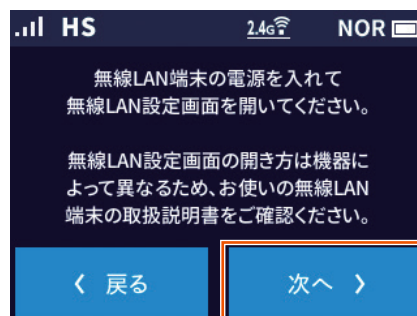 HS 2.4G NOR
無線LAN端末の電源を入れて
無線LAN設定画面を開いてください。
無線LAN設定画面の開き方は機器に
よって異なるため、お使いの無線LAN
端末の取扱説明書をご確認ください。
〈 戻る 次へ 〉